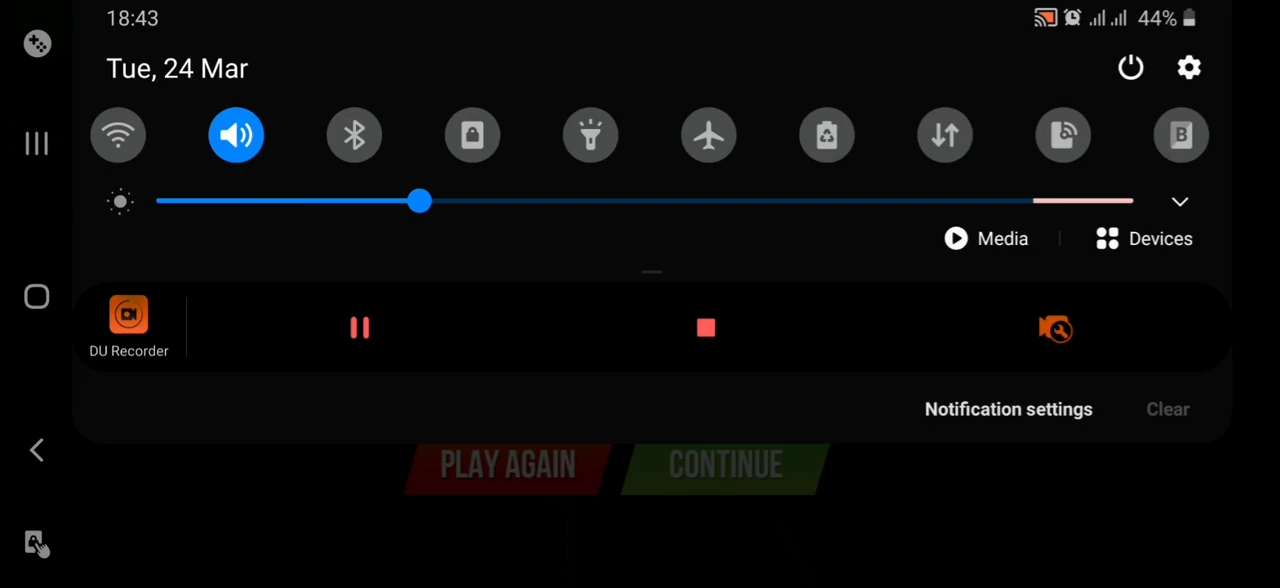 18:43
44%
Tue, 24 Mar
B
Media
Devices
DU Recorder
Notification settings
Clear
PLAY AGAIN
CONTINUE